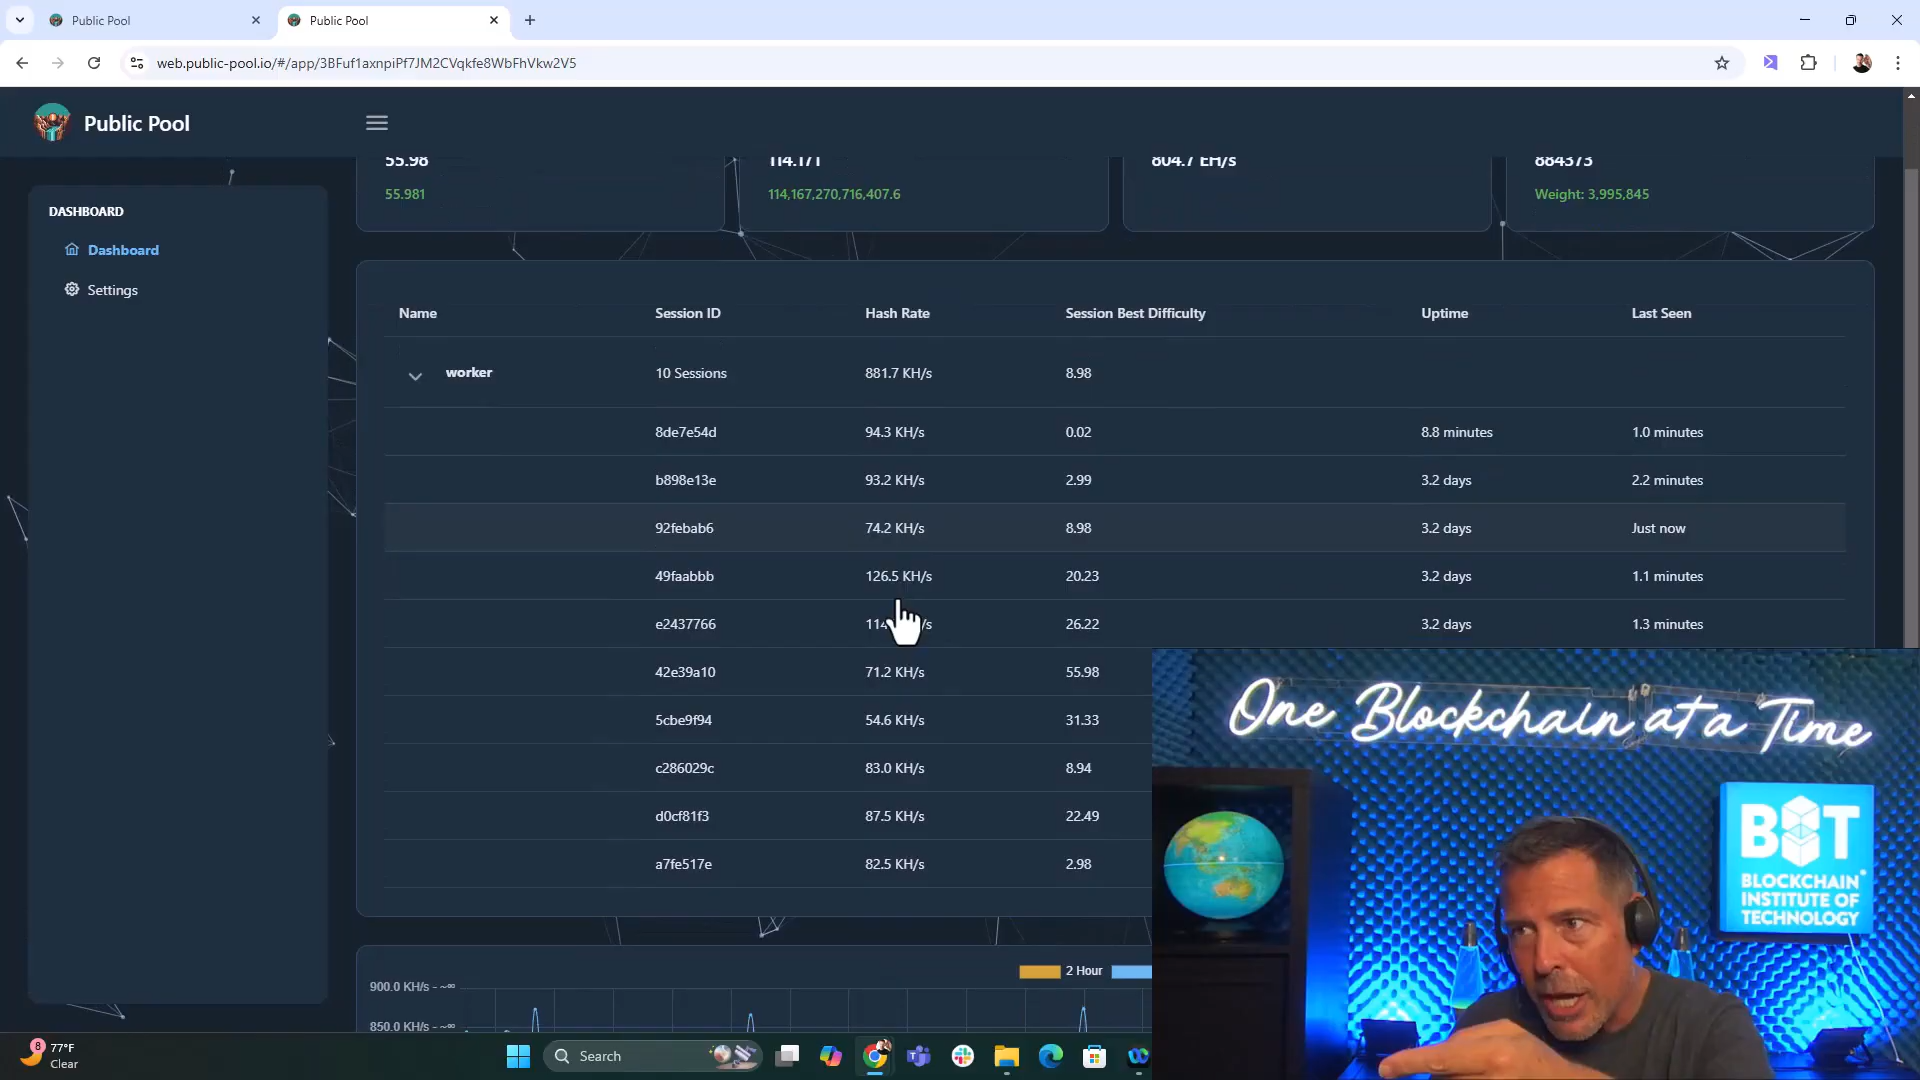 Public Pool
Public Pool
web.public-pool.io/#/app/3BFuf1axnpiPf7JM2CVqkfe8WbFhVkw2V5
Public Pool
55.98
55.981
114.171
114,167,270,716,407.6
804.7 EH/s
884373
Weight: 3,995,845
DASHBOARD
Dashboard
Settings
Name Session ID Hash Rate Session Best Difficulty Uptime Last Seen
worker 10 Sessions 881.7 KH/s 8.98
8de7e54d 94.3 KH/s 0.02 8.8 minutes 1.0 minutes
b898e13e 93.2 KH/s 2.99 3.2 days 2.2 minutes
92febab6 74.2 KH/s 8.98 3.2 days Just now
49faabbb 126.5 KH/s 20.23 3.2 days 1.1 minutes
e2437766 26.22 3.2 days 1.3 minutes
42e39a10 71.2 KH/s 55.98
5cbe9f94 54.6 KH/s 31.33
c286029c 83.0 KH/s 8.94
d0cf81f3 87.5 KH/s 22.49
a7fe517e 82.5 KH/s 2.98
2 Hour
900.0 KH/s - ~∞
850.0 KH/s - ~∞
One Blockchain at a Time
BOT
BLOCKCHAIN
INSTITUTE OF
TECHNOLOGY
8
77°F
Clear
Search